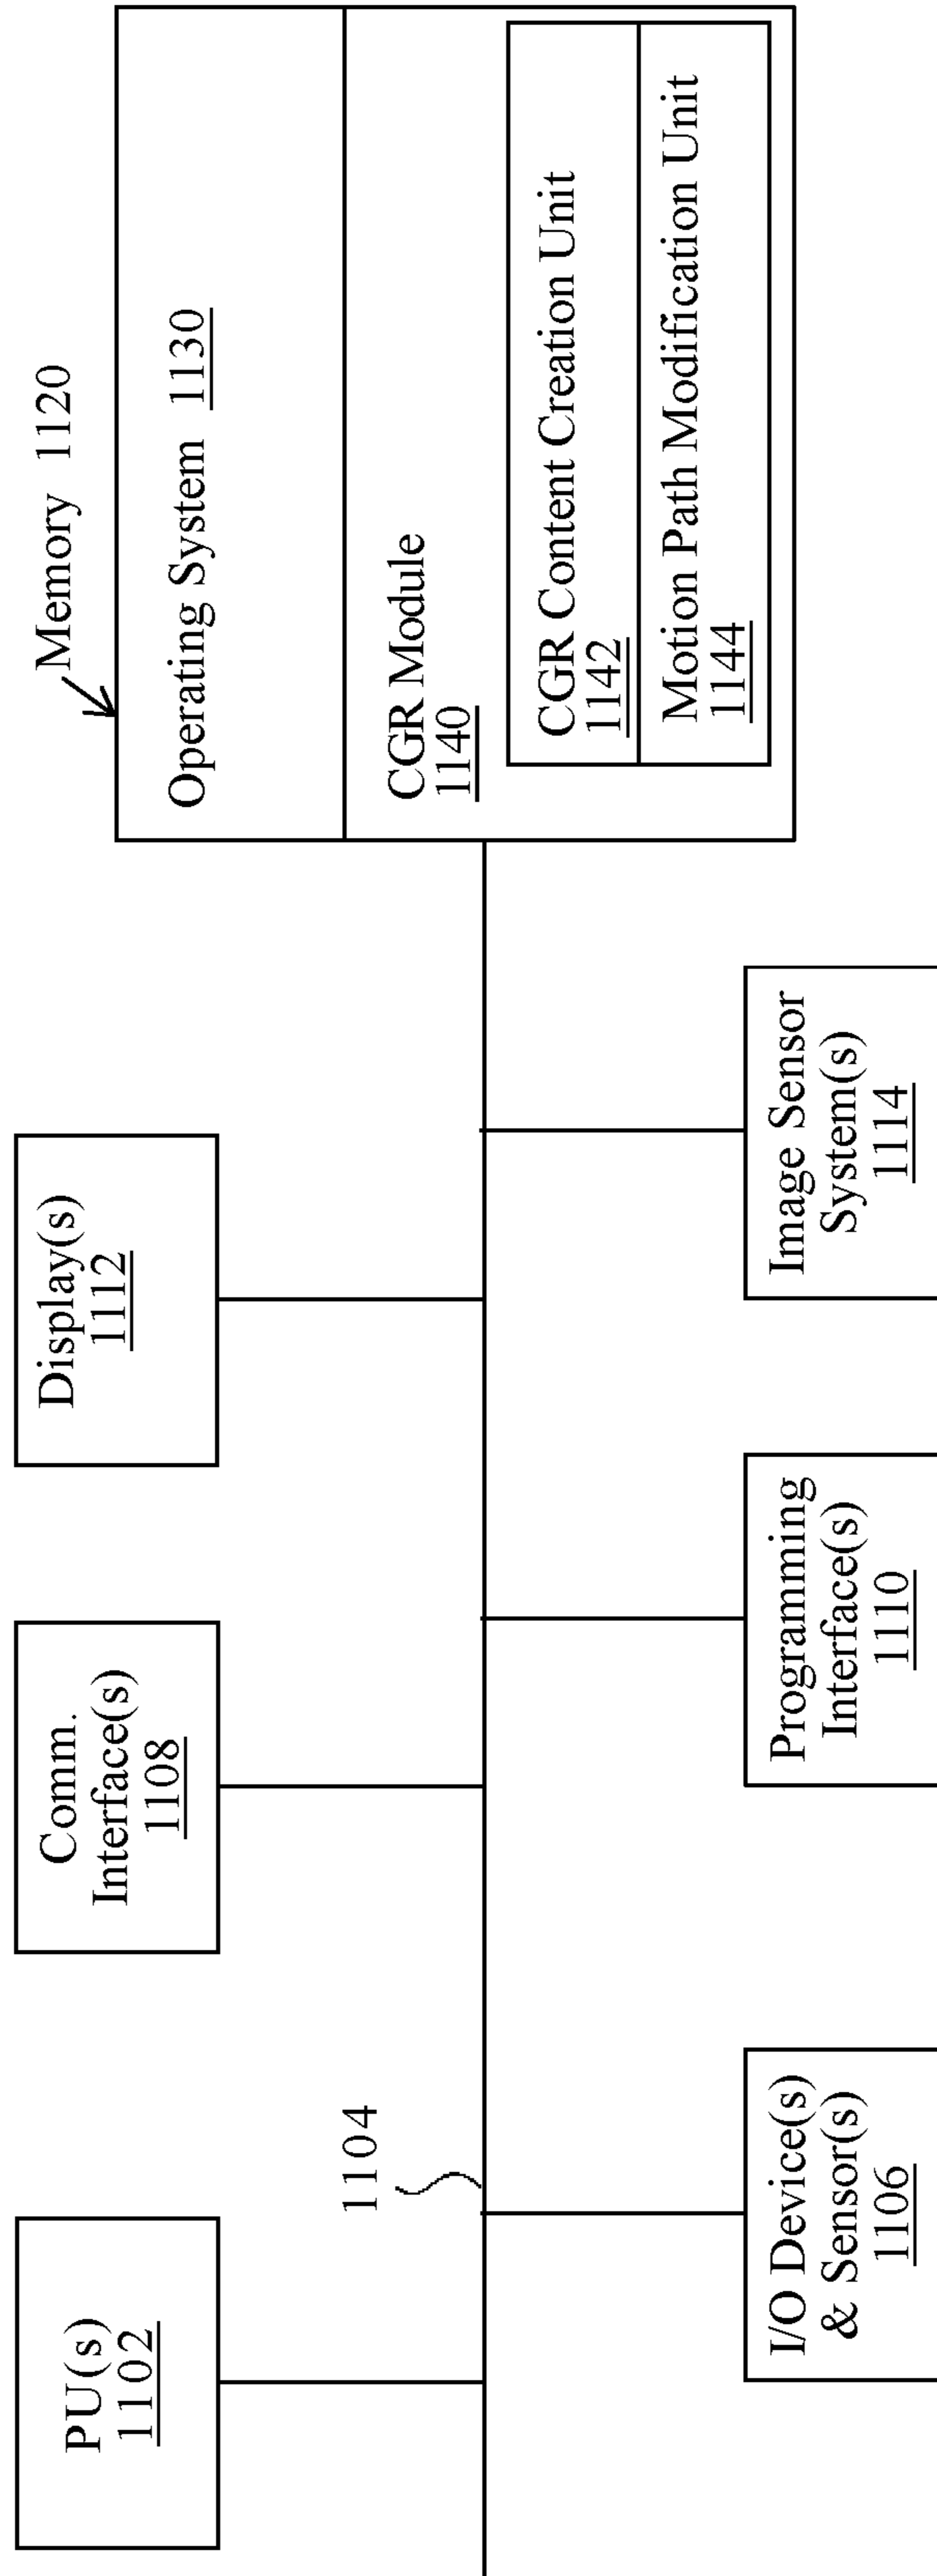 PU(s)
1102
Comm.
Interface(s)
1108
Display(s)
1112
1104
I/O Device(s)
& Sensor(s)
1106
Programming
Interface(s)
1110
Image Sensor
System(s)
1114
Memory 1120
Operating System 1130
CGR Module
1140
CGR Content Creation Unit
1142
Motion Path Modification Unit
1144